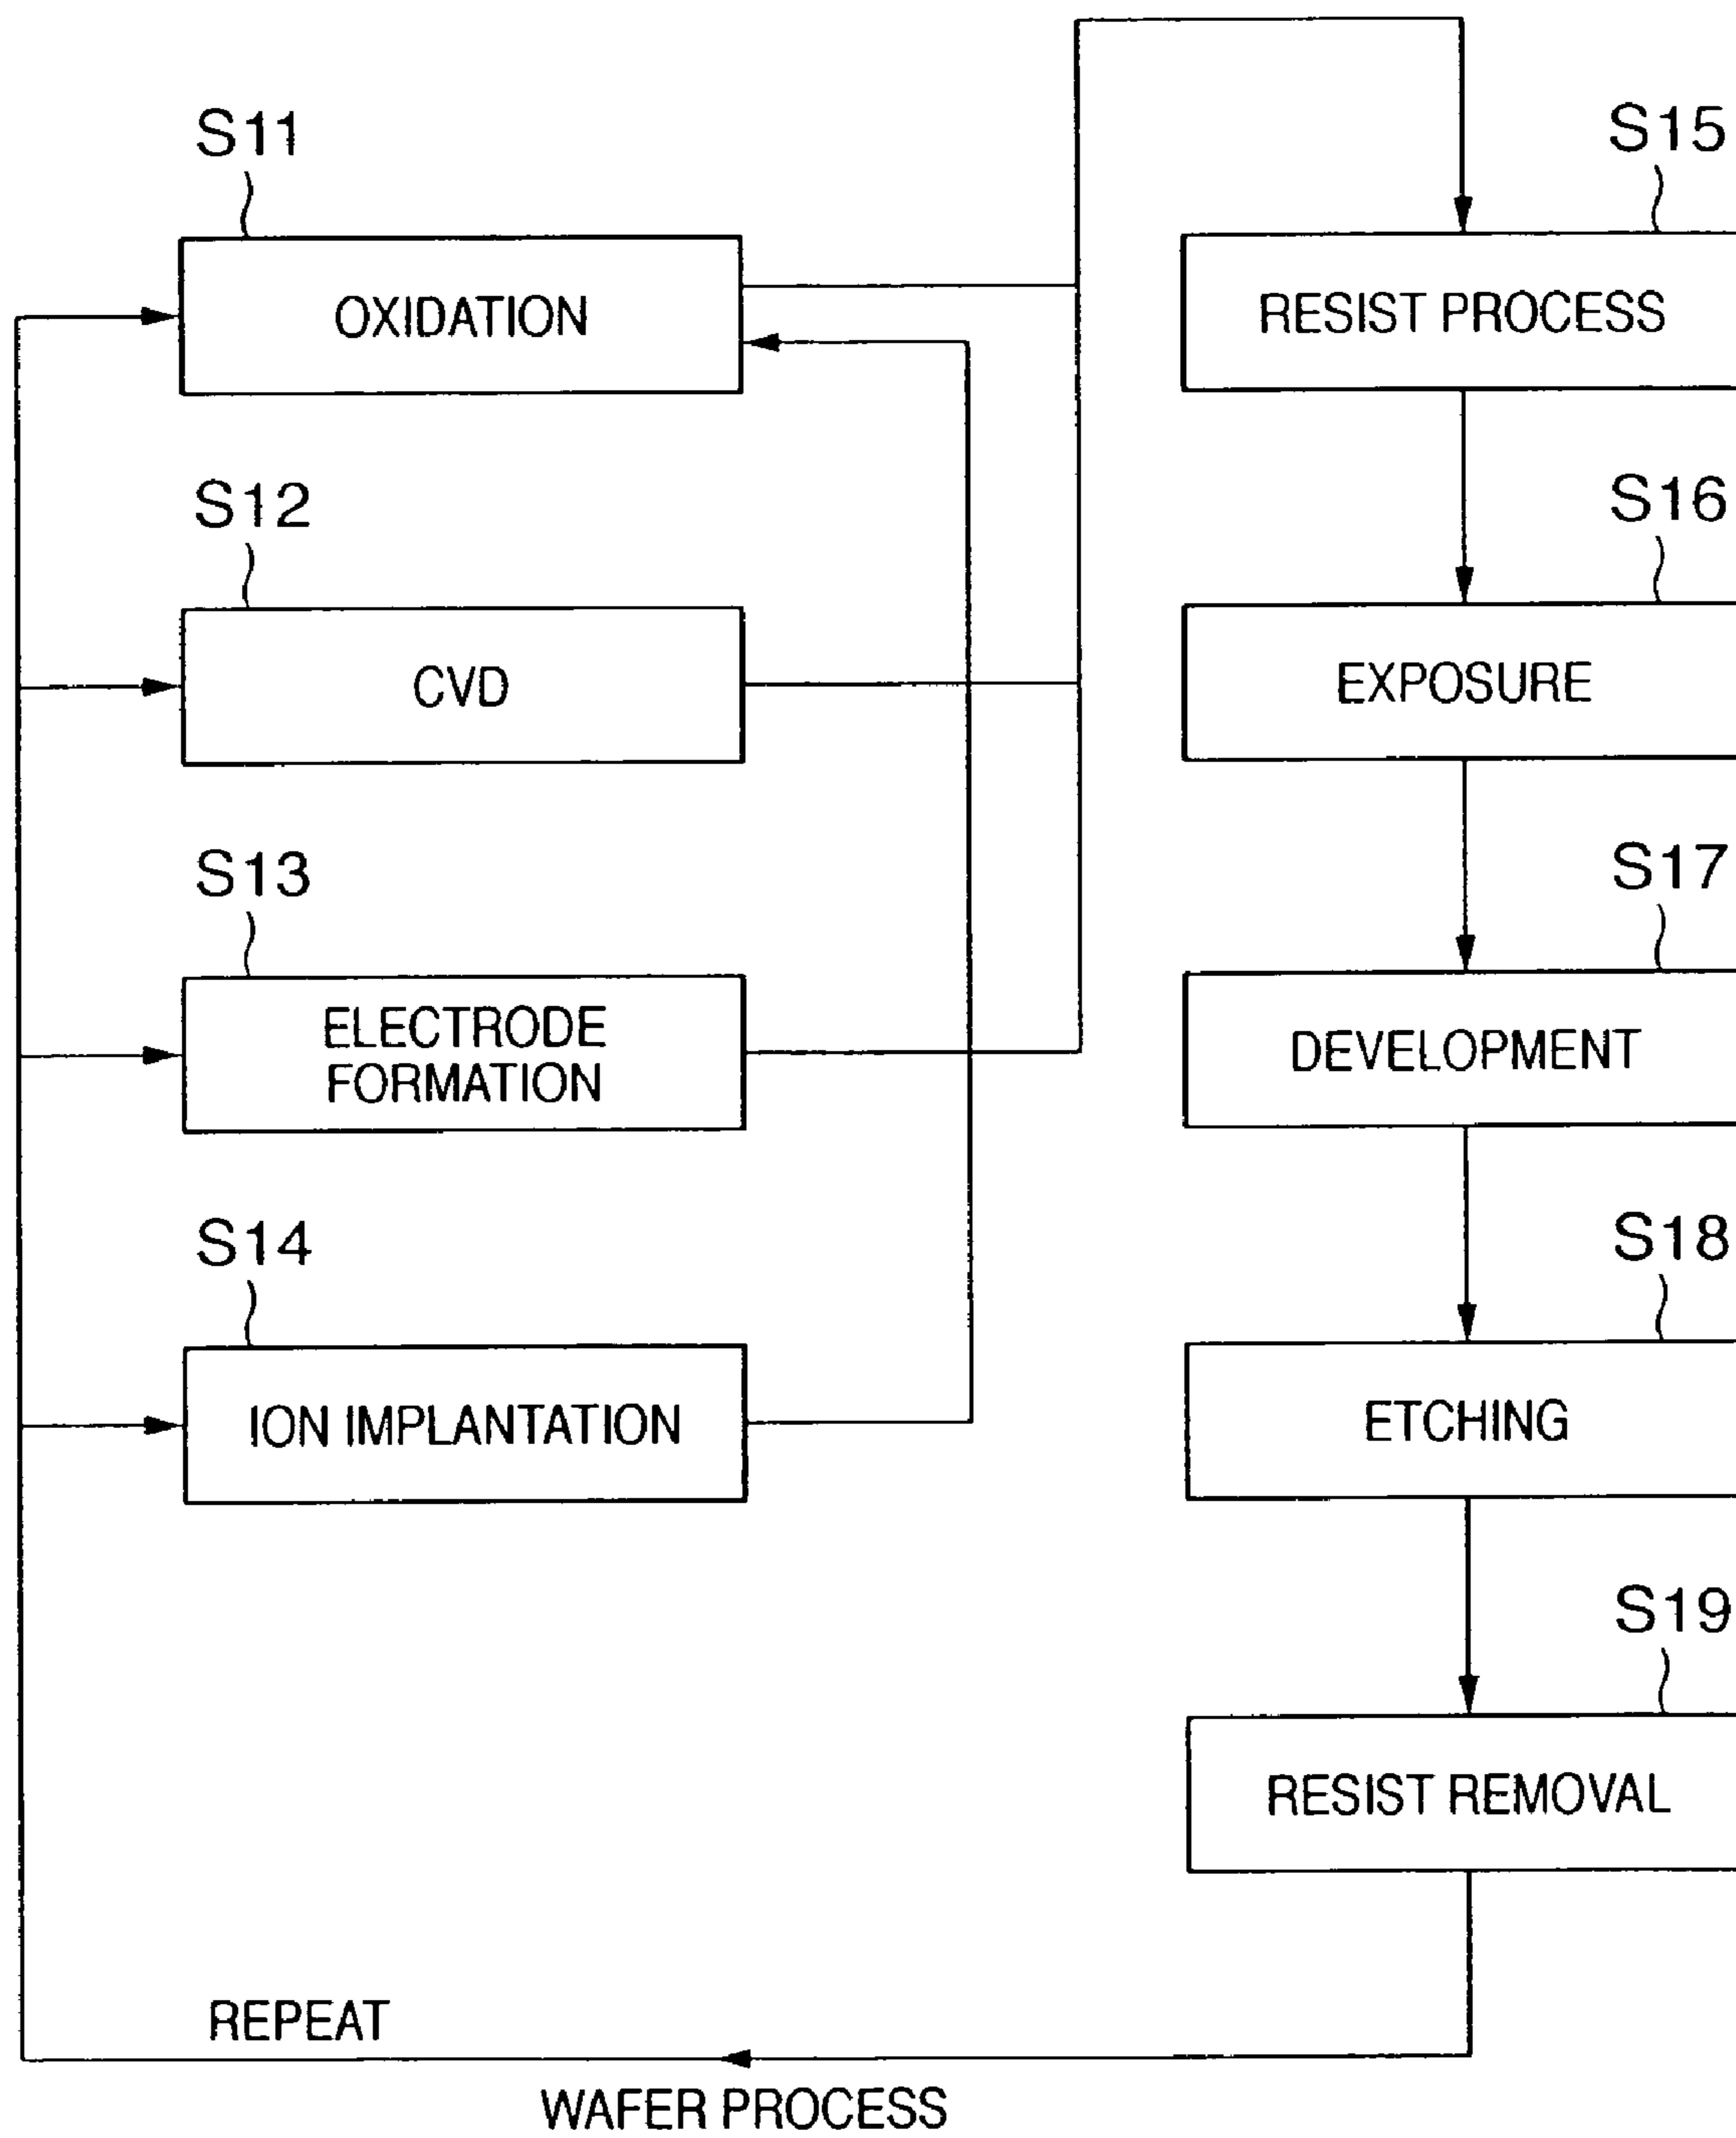 S11
OXIDATION
S12
CVD
S13
ELECTRODE
FORMATION
S14
ION IMPLANTATION
S15
RESIST PROCESS
S16
EXPOSURE
S17
DEVELOPMENT
S18
ETCHING
S19
RESIST REMOVAL
REPEAT
WAFER PROCESS